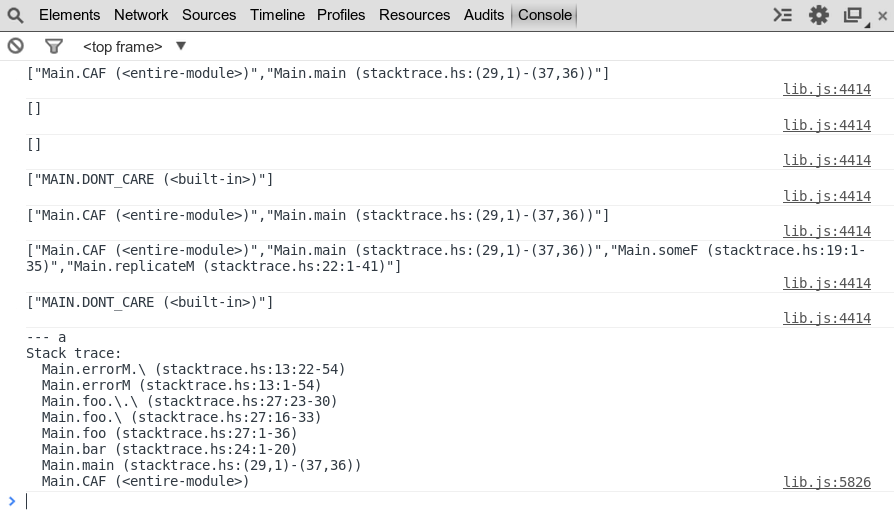 Elements Network Sources Timeline Profiles Resources Audits Console
<top frame>
["Main.CAF (<entire-module>)","Main.main (stacktrace.hs:(29,1)-(37,36))"]
lib.js:4414
[]
lib.js:4414
[]
lib.js:4414
["MAIN.DONT_CARE (<built-in>)"]
lib.js:4414
["Main.CAF (<entire-module>)","Main.main (stacktrace.hs:(29,1)-(37,36))"]
lib.js:4414
["Main.CAF (<entire-module>)","Main.main (stacktrace.hs:(29,1)-(37,36))","Main.someF (stacktrace.hs:19:1-
35)","Main.replicateM (stacktrace.hs:22:1-41)"]
lib.js:4414
["MAIN.DONT_CARE (<built-in>)"]
lib.js:4414
--- a
Stack trace:
  Main.errorM.\ (stacktrace.hs:13:22-54)
  Main.errorM (stacktrace.hs:13:1-54)
  Main.foo.\.\ (stacktrace.hs:27:23-30)
  Main.foo.\ (stacktrace.hs:27:16-33)
  Main.foo (stacktrace.hs:27:1-36)
  Main.bar (stacktrace.hs:24:1-20)
  Main.main (stacktrace.hs:(29,1)-(37,36))
  Main.CAF (<entire-module>) lib.js:5826